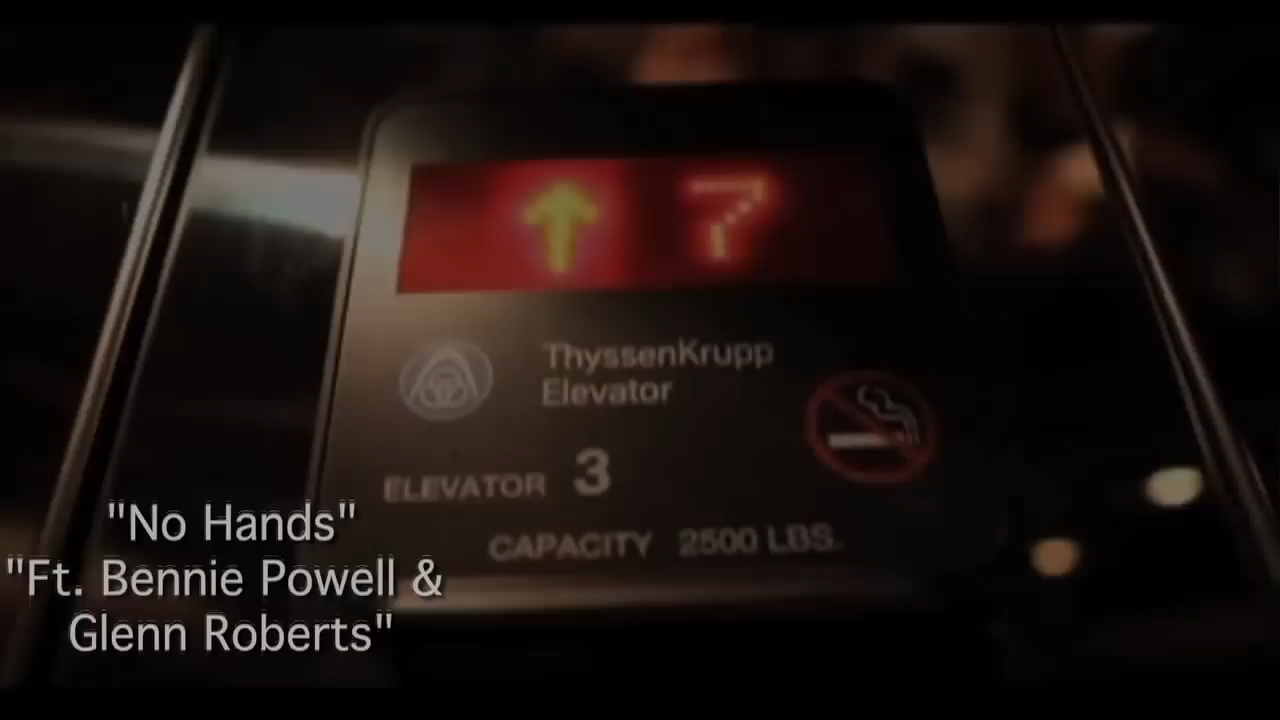 7
ThyssenKrupp
Elevator
ELEVATOR 3
CAPACITY 2500 LBS.
"No Hands"
"Ft. Bennie Powell &
Glenn Roberts"